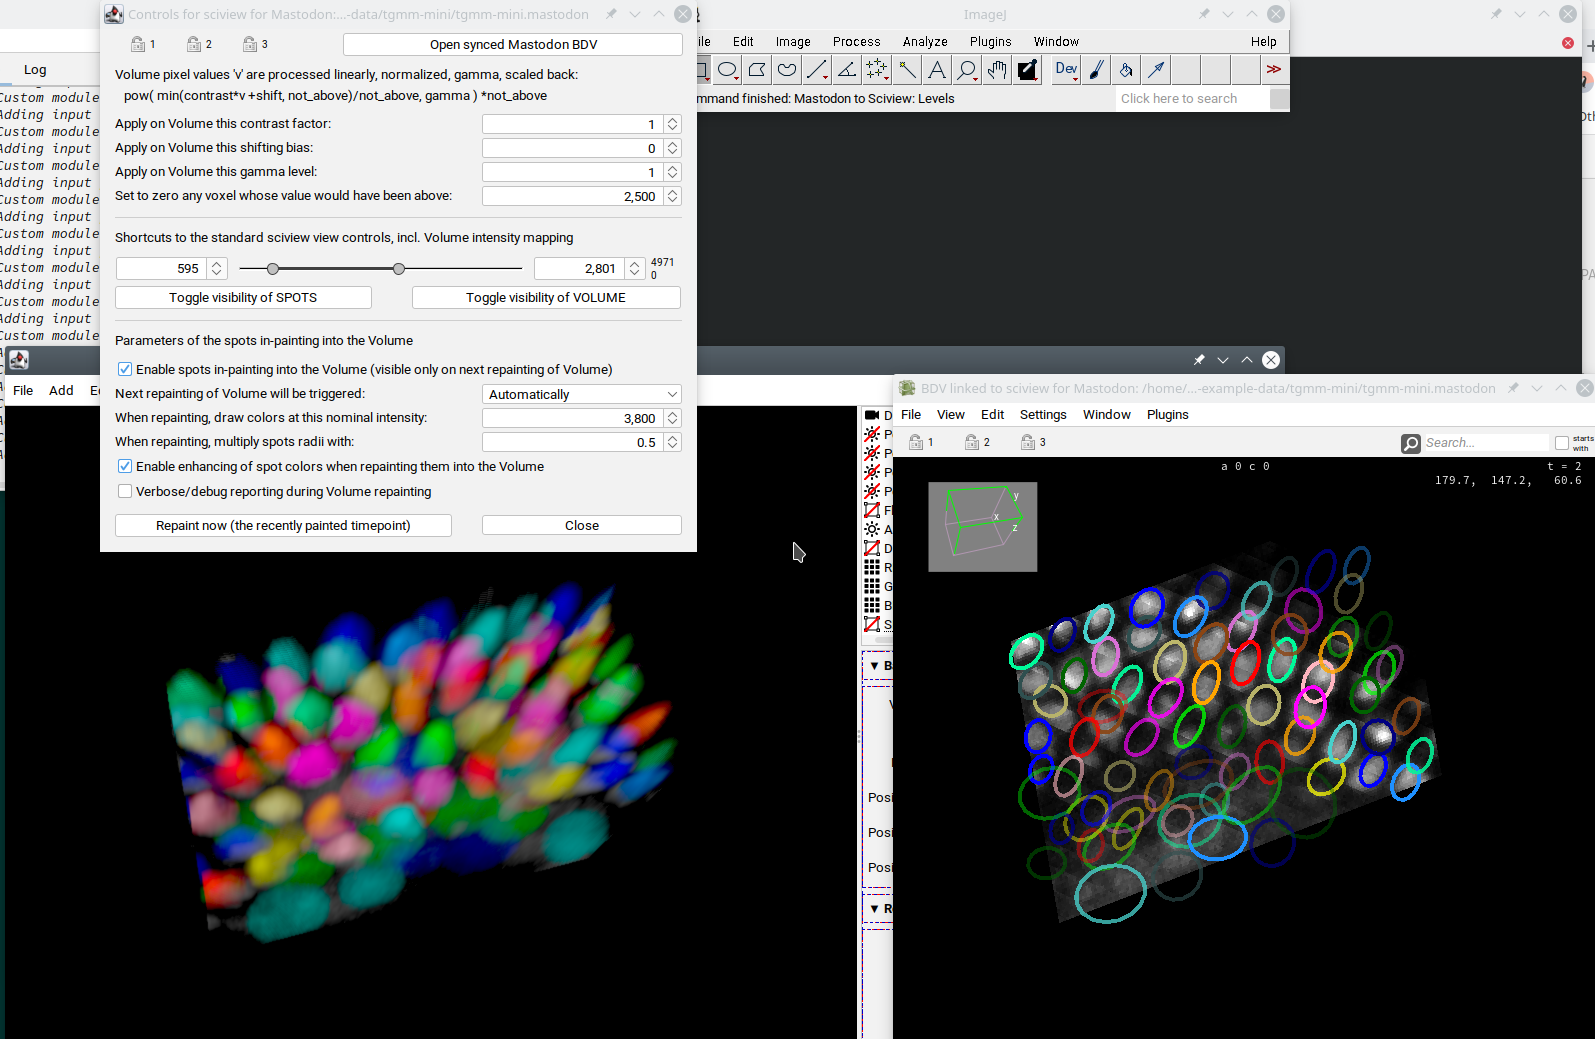 Controls for sciview for Mastodon:...-data/tgmm-mini/tgmm-mini.mastodon
1 2 3 Open synced Mastodon BDV
Volume pixel values 'v' are processed linearly, normalized, gamma, scaled back:
pow( min(contrast*v +shift, not_above)/not_above, gamma ) *not_above
Apply on Volume this contrast factor: 1
Apply on Volume this shifting bias: 0
Apply on Volume this gamma level: 1
Set to zero any voxel whose value would have been above: 2,500
Shortcuts to the standard sciview view controls, incl. Volume intensity mapping
595 2,801 4971
0
Toggle visibility of SPOTS Toggle visibility of VOLUME
Parameters of the spots in-painting into the Volume
Enable spots in-painting into the Volume (visible only on next repainting of Volume)
Next repainting of Volume will be triggered: Automatically
When repainting, draw colors at this nominal intensity: 3,800
When repainting, multiply spots radii with: 0.5
Enable enhancing of spot colors when repainting them into the Volume
Verbose/debug reporting during Volume repainting
Repaint now (the recently painted timepoint) Close
Log
Custom module
Adding input
Custom module
Adding input
Custom module
Adding input
Custom module
Adding input
Custom module
Adding input
Custom module
Adding input
Custom module
Adding input
Custom module
ImageJ
ile Edit Image Process Analyze Plugins Window Help
Dev >>
mmand finished: Mastodon to Sciview: Levels
Click here to search
File Add E
D
P
P
P
P
F
A
D
R
G
B
S
▼ B
Posi
Posi
Posi
▼ R
BDV linked to sciview for Mastodon: /home/...-example-data/tgmm-mini/tgmm-mini.mastodon
File View Edit Settings Window Plugins
1 2 3 Search... starts
with
a 0 c 0 t = 2
179.7, 147.2, 60.6
y
x
z